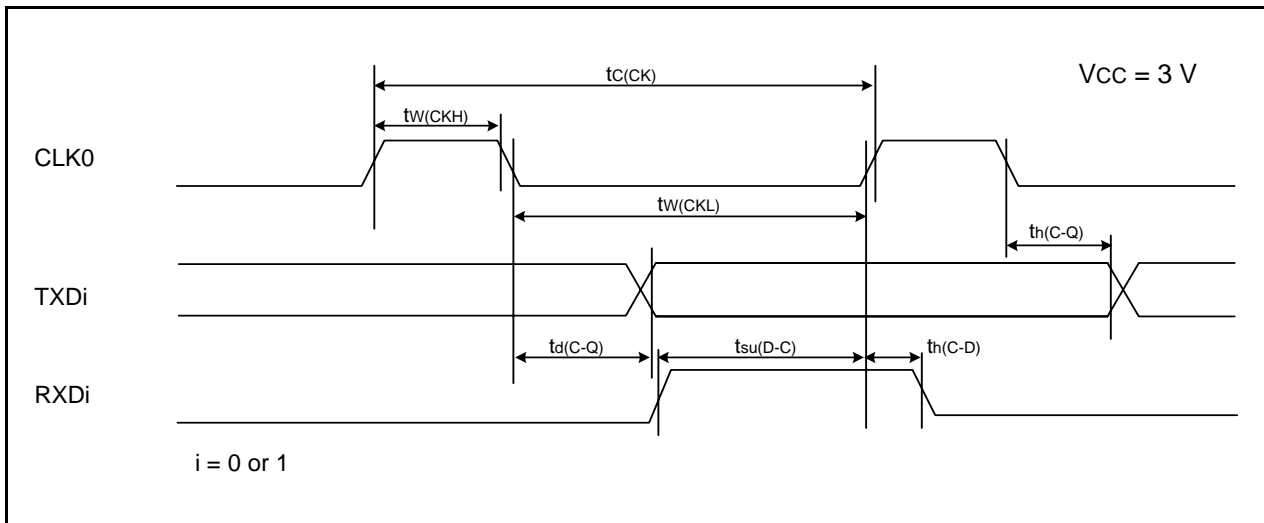 tC(CK)
VCC = 3 V
tW(CKH)
CLK0
tW(CKL)
th(C-Q)
TXDi
td(C-Q)
tsu(D-C)
th(C-D)
RXDi
i = 0 or 1